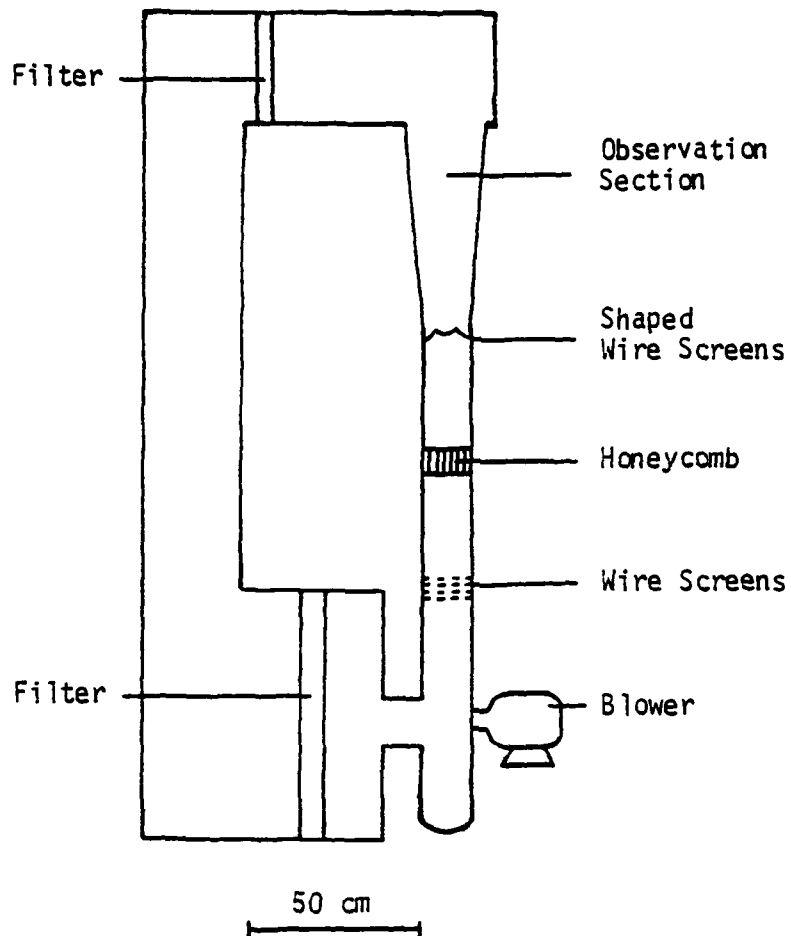 Filter
Observation
Section
Shaped
Wire Screens
Honeycomb
Wire Screens
Filter
Blower
50 cm